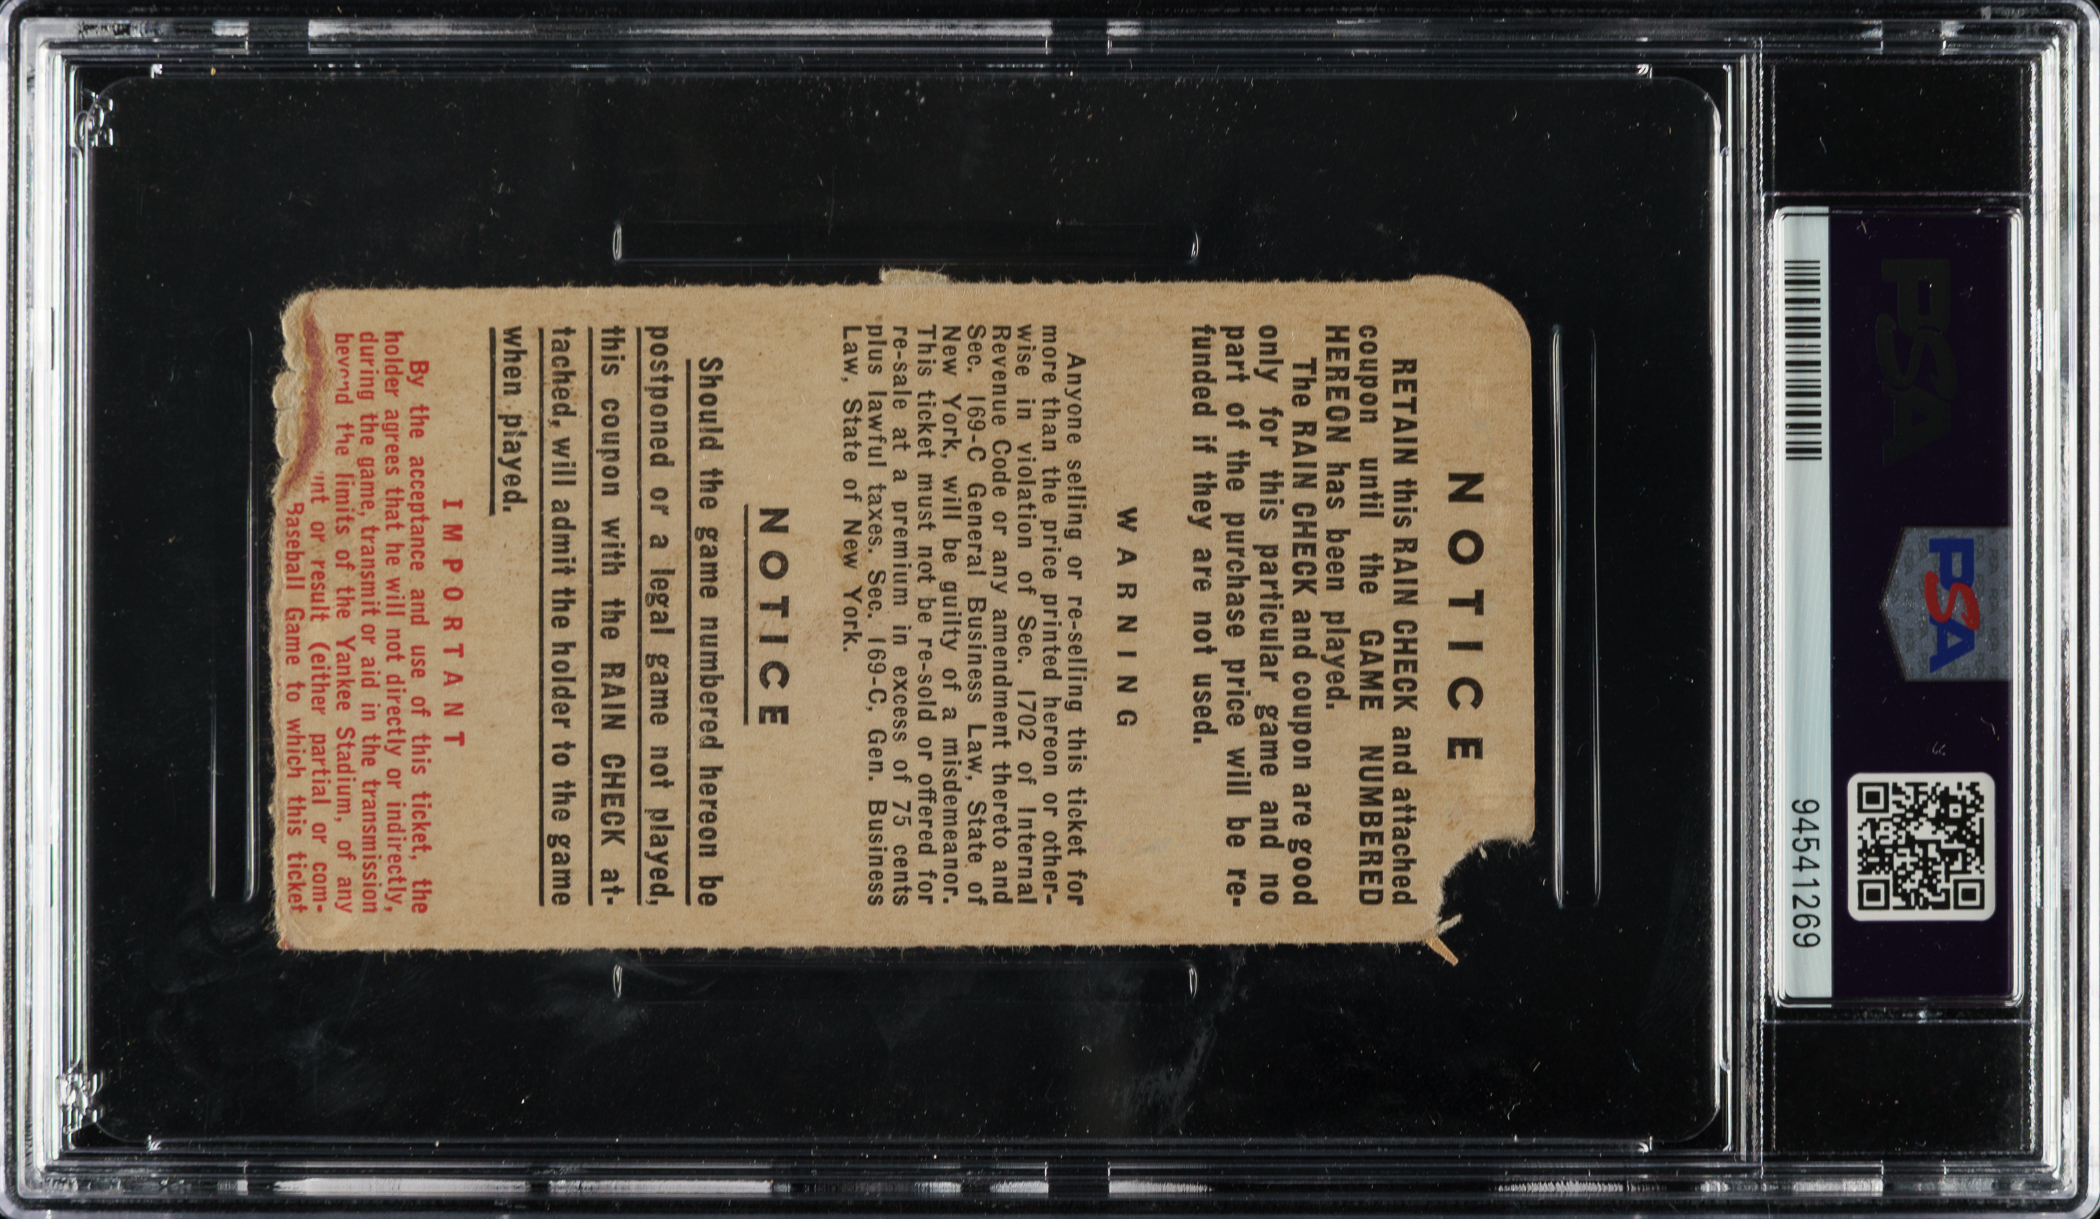 NOTICE
RETAIN this RAIN CHECK and attached
coupon until the GAME NUMBERED
HEREON has been played.
The RAIN CHECK and coupon are good
only for this particular game and no
part of the purchase price will be re-
funded if they are not used.
WARNING
Anyone selling or re-selling this ticket for
more than the price printed hereon or other-
wise in violation of Sec. 1702 of Internal
Revenue Code or any amendment thereto and
Sec. 169-C General Business Law, State of
New York, will be guilty of a misdemeanor.
This ticket must not be re-sold or offered for
re-sale at a premium in excess of 75 cents
plus lawful taxes. Sec. 169-C, Gen. Business
Law, State of New York.
NOTICE
Should the game numbered hereon be
postponed or a legal game not played,
this coupon with the RAIN CHECK at-
tached, will admit the holder to the game
when played.
IMPORTANT
By the acceptance and use of this ticket, the
holder agrees that he will not directly or indirectly,
during the game, transmit or aid in the transmission
beyond the limits of the Yankee Stadium, of any
or result (either partial or com-
Baseball Game to which this ticket
PSA
PSA
94541269